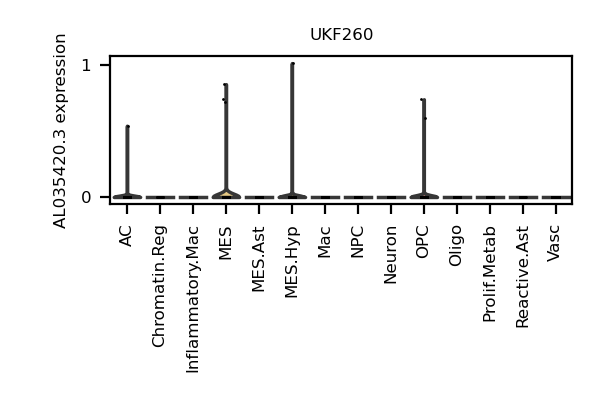 UKF260
AL035420.3 expression
1
0
AC
Chromatin.Reg
Inflammatory.Mac
MES
MES.Ast
MES.Hyp
Mac
NPC
Neuron
OPC
Oligo
Prolif.Metab
Reactive.Ast
Vasc